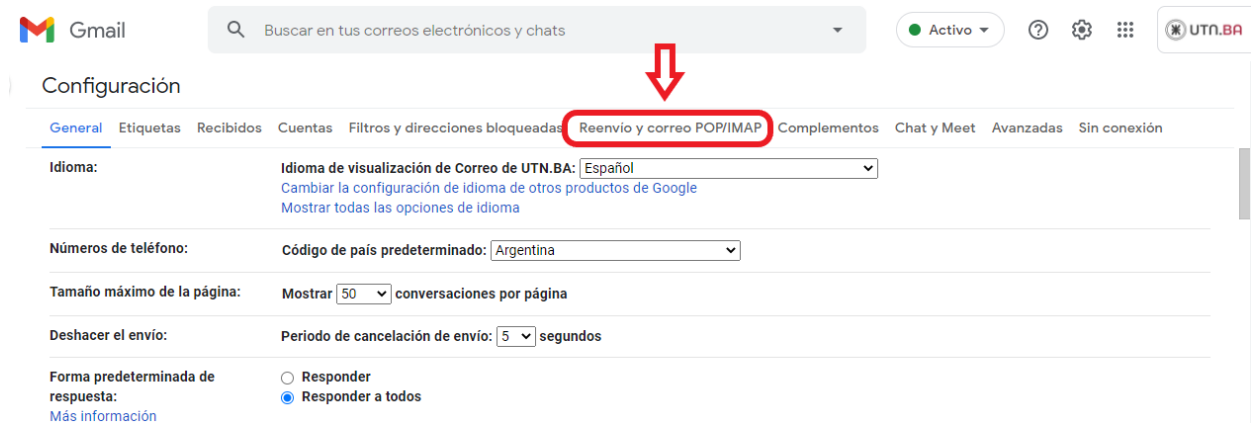 Gmail
Buscar en tus correos electrónicos y chats
Activo
UTN.BA
Configuración
General Etiquetas Recibidos Cuentas Filtros y direcciones bloqueadas Reenvío y correo POP/IMAP Complementos Chat y Meet Avanzadas Sin conexión
Idioma: Idioma de visualización de Correo de UTN.BA: Español
Cambiar la configuración de idioma de otros productos de Google
Mostrar todas las opciones de idioma
Números de teléfono: Código de país predeterminado: Argentina
Tamaño máximo de la página: Mostrar 50 conversaciones por página
Deshacer el envío: Periodo de cancelación de envío: 5 segundos
Forma predeterminada de Responder
respuesta: Responder a todos
Más información